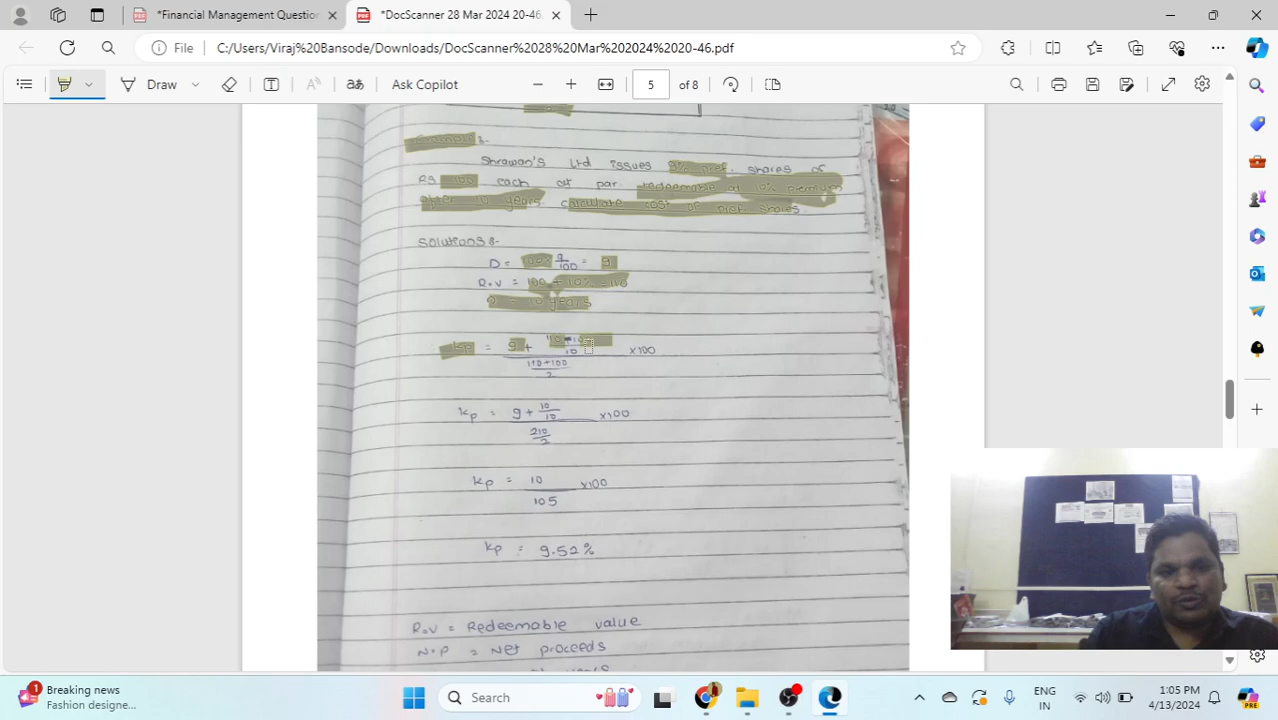 *Financial Management Question
*DocScanner 28 Mar 2024 20-46.
File
C:/Users/Viraj%20Bansode/Downloads/DocScanner%2028%20Mar%202024%2020-46.pdf
Draw
Ask Copilot
5 of 8
Example :-
Shrawan's Ltd issues 9% pref. shares of
Rs 100 each at par. redeemable at 10% premium
after 10 years. calculate cost of pref shares.
Solutions :-
D = 100 × 9/100 = 9
R.V = 100 + 10% = 110
n = 10 years
kp = 9 + 110 - 100
10 ×100
110+100
2
kp = 9 + 10/10 ×100
210
2
kp = 10 ×100
105
kp = 9.52%
R.V = Redeemable value
N.P = Net proceeds
years
1
Breaking news
Fashion designe...
Search
ENG
IN
1:05 PM
4/13/2024
PRE